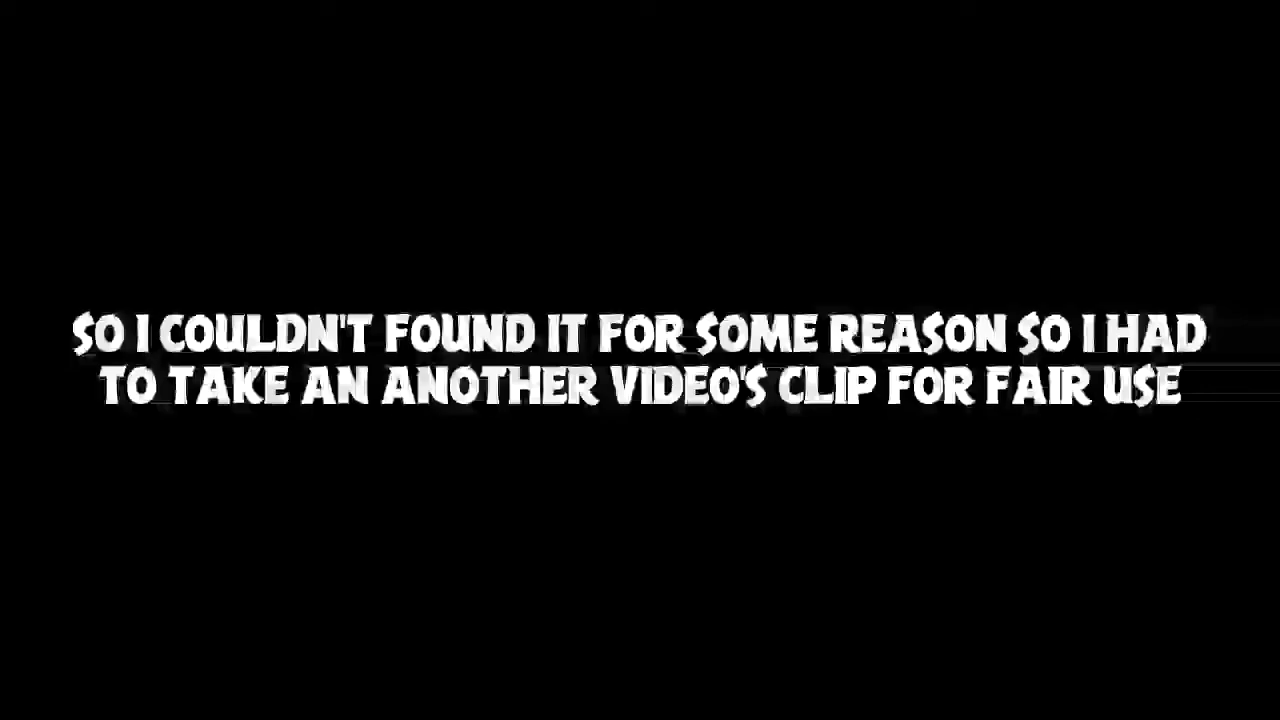 SO I COULDN'T FOUND IT FOR SOME REASON SO I HAD
TO TAKE AN ANOTHER VIDEO'S CLIP FOR FAIR USE